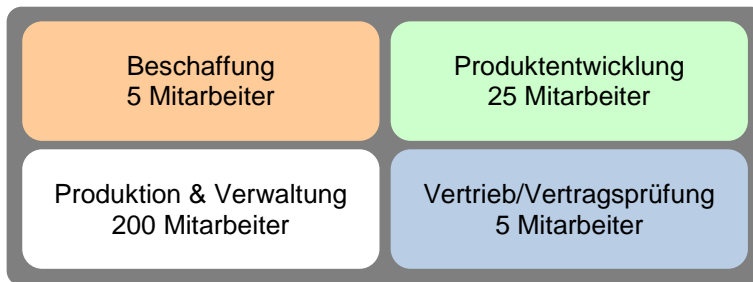 Beschaffung
5 Mitarbeiter
Produktentwicklung
25 Mitarbeiter
Produktion & Verwaltung
200 Mitarbeiter
Vertrieb/Vertragsprüfung
5 Mitarbeiter